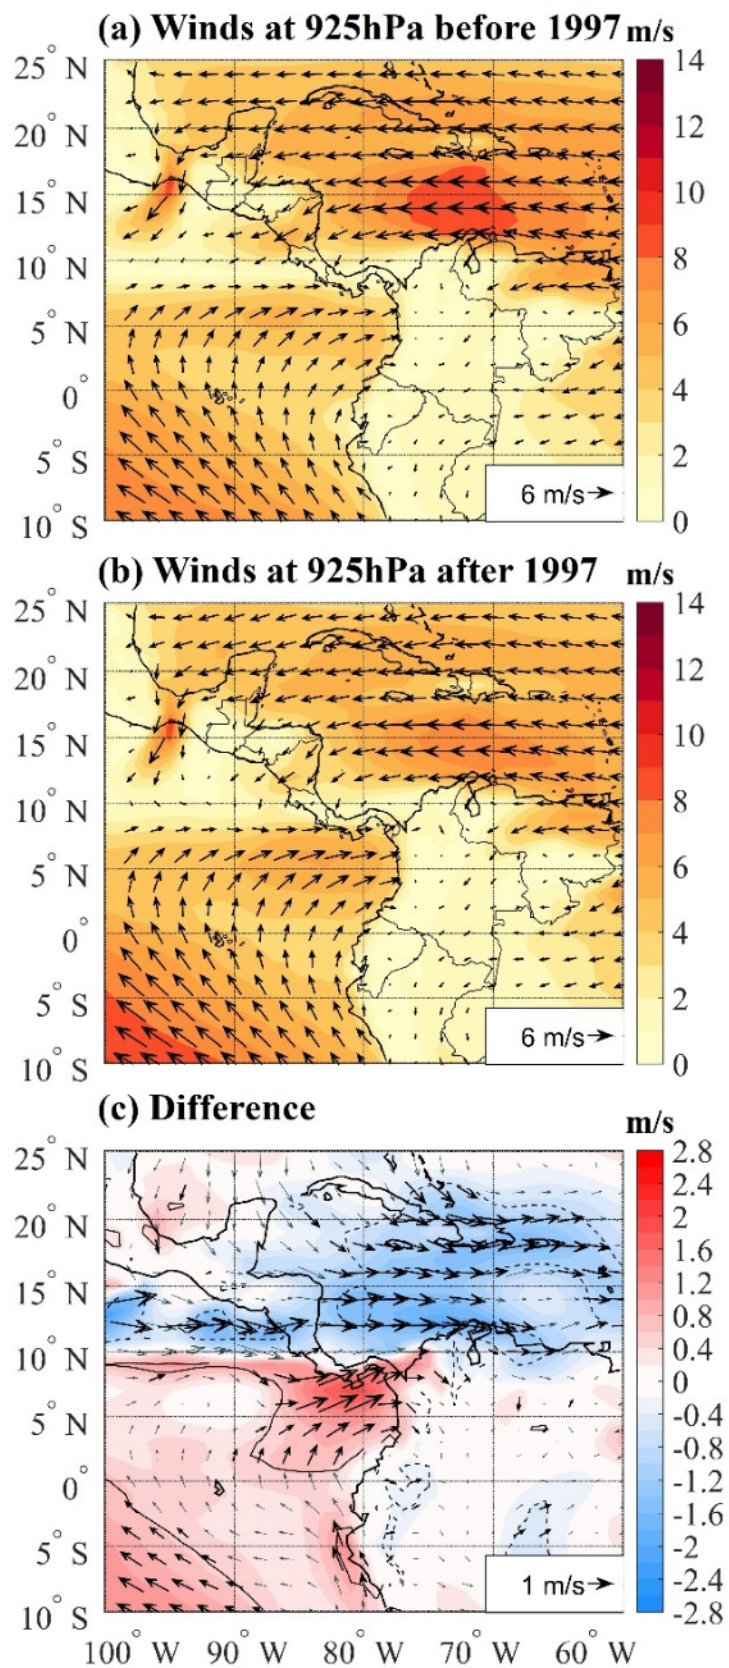 (a) Winds at 925hPa before 1997 m/s
25° N
20° N
15° N
10° N
5° N
0°
5° S
10° S
14
12
10
8
6
4
2
0
6 m/s
(b) Winds at 925hPa after 1997 m/s
25° N
20° N
15° N
10° N
5° N
0°
5° S
10° S
14
12
10
8
6
4
2
0
6 m/s
(c) Difference
m/s
25° N
20° N
15° N
10° N
5° N
0°
5° S
10° S
2.8
2.4
2
1.6
1.2
0.8
0.4
0
-0.4
-0.8
-1.2
-1.6
-2
-2.4
-2.8
1 m/s
100° W 90° W 80° W 70° W 60° W